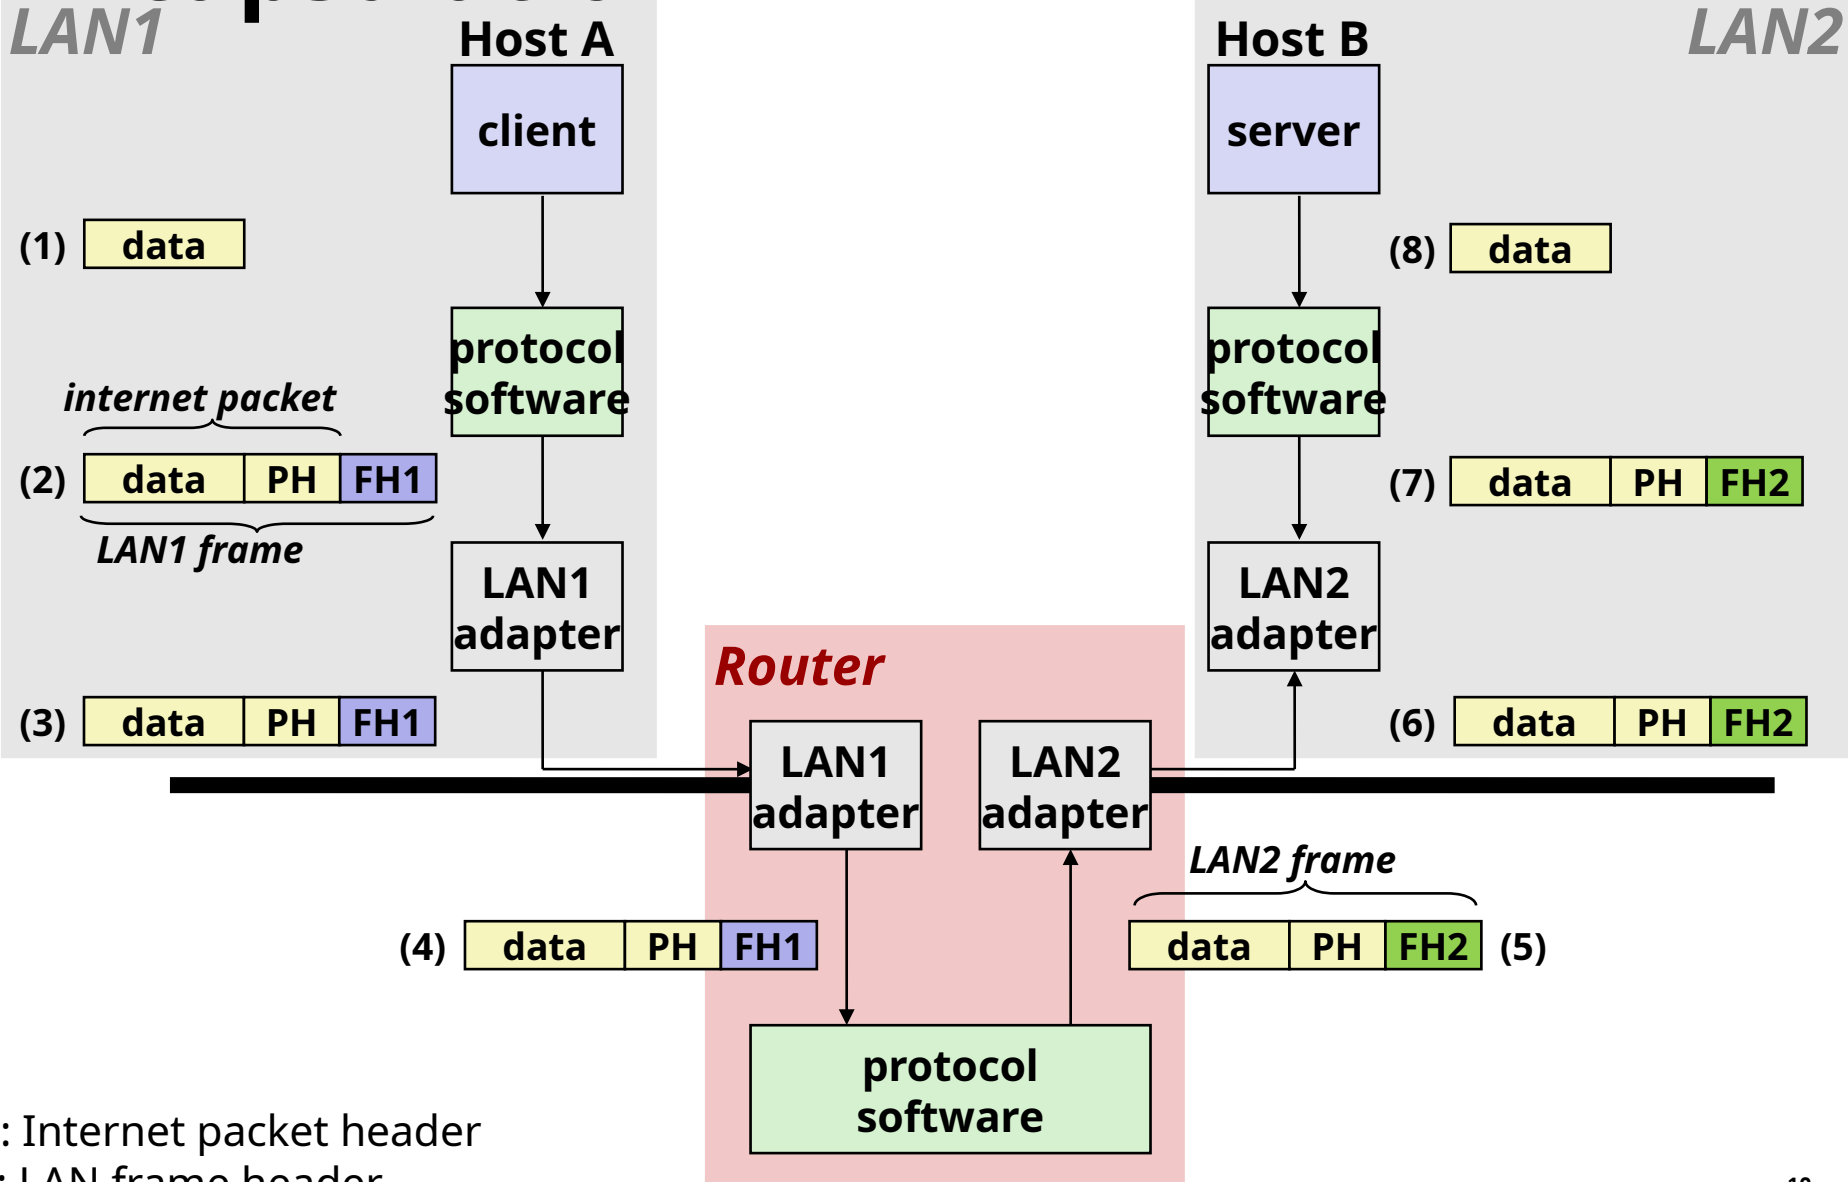 LAN1
Host A
Host B
LAN2
client
server
(1) data
(8) data
protocol
software
protocol
software
internet packet
(2) data PH FH1
(7) data PH FH2
LAN1 frame
LAN1
adapter
LAN2
adapter
Router
(3) data PH FH1
(6) data PH FH2
LAN1
adapter
LAN2
adapter
LAN2 frame
(4) data PH FH1
data PH FH2 (5)
protocol
software
: Internet packet header
: LAN frame header